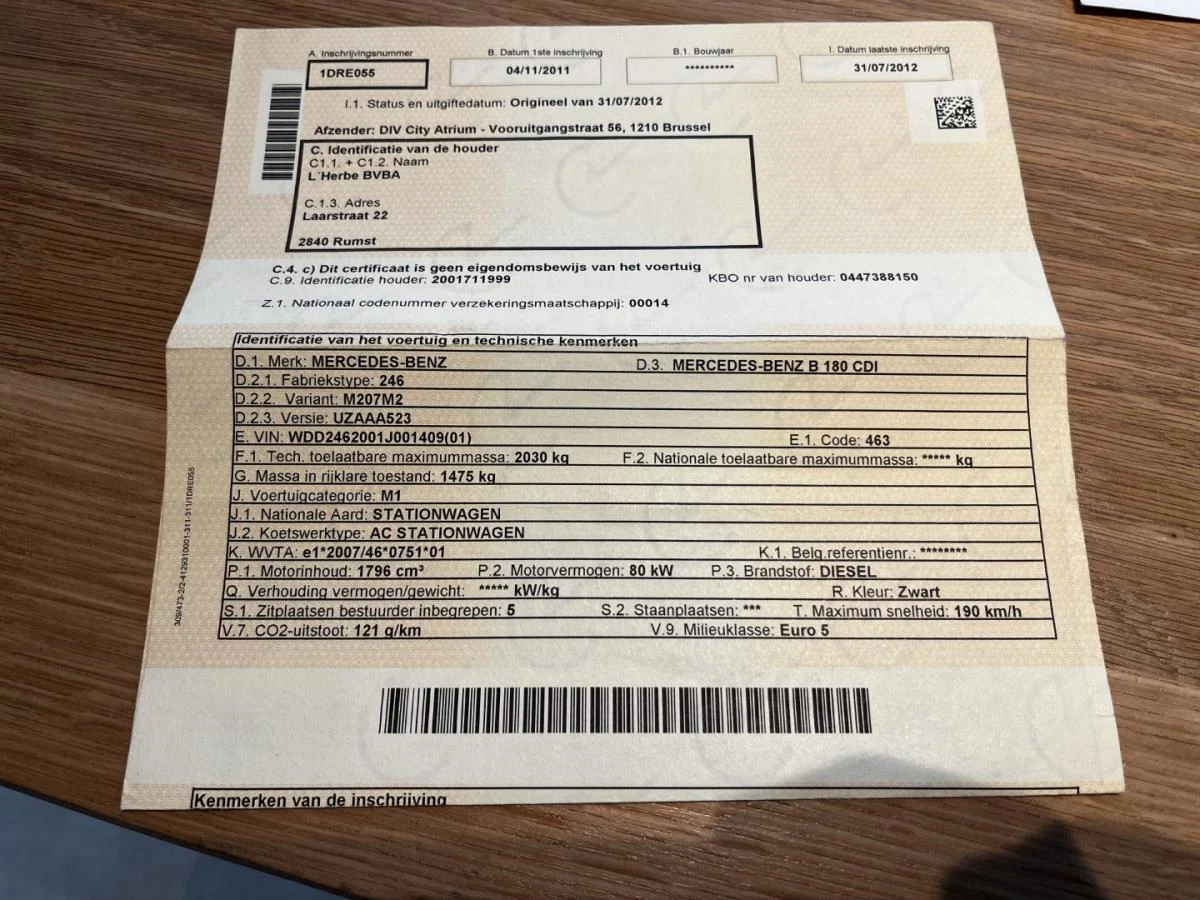 A. Inschrijvingsnummer B. Datum 1ste inschrijving B.1. Bouwjaar I. Datum laatste inschrijving
1DRE055 04/11/2011 ********** 31/07/2012
I.1. Status en uitgiftedatum: Origineel van 31/07/2012
Afzender: DIV City Atrium - Vooruitgangstraat 56, 1210 Brussel
C. Identificatie van de houder
C1.1. + C1.2. Naam
L'Herbe BVBA
C.1.3. Adres
Laarstraat 22
2840 Rumst
C.4. c) Dit certificaat is geen eigendomsbewijs van het voertuig
C.9. Identificatie houder: 2001711999 KBO nr van houder: 0447388150
Z.1. Nationaal codenummer verzekeringsmaatschappij: 00014
Identificatie van het voertuig en technische kenmerken
D.1. Merk: MERCEDES-BENZ D.3. MERCEDES-BENZ B 180 CDI
D.2.1. Fabriekstype: 246
D.2.2. Variant: M207M2
D.2.3. Versie: UZAAA523
E. VIN: WDD2462001J001409(01) E.1. Code: 463
F.1. Tech. toelaatbare maximummassa: 2030 kg F.2. Nationale toelaatbare maximummassa: ***** kg
G. Massa in rijklare toestand: 1475 kg
J. Voertuigcategorie: M1
J.1. Nationale Aard: STATIONWAGEN
J.2. Koetswerktype: AC STATIONWAGEN
K. WVTA: e1*2007/46*0751*01 K.1. Belg.referentienr.: ********
P.1. Motorinhoud: 1796 cm³ P.2. Motorvermogen: 80 kW P.3. Brandstof: DIESEL
Q. Verhouding vermogen/gewicht: ***** kW/kg R. Kleur: Zwart
S.1. Zitplaatsen bestuurder inbegrepen: 5 S.2. Staanplaatsen: *** T. Maximum snelheid: 190 km/h
V.7. CO2-uitstoot: 121 g/km V.9. Milieuklasse: Euro 5
309/473-2/2-4129310001-311-311/1DRE055
Kenmerken van de inschrijving